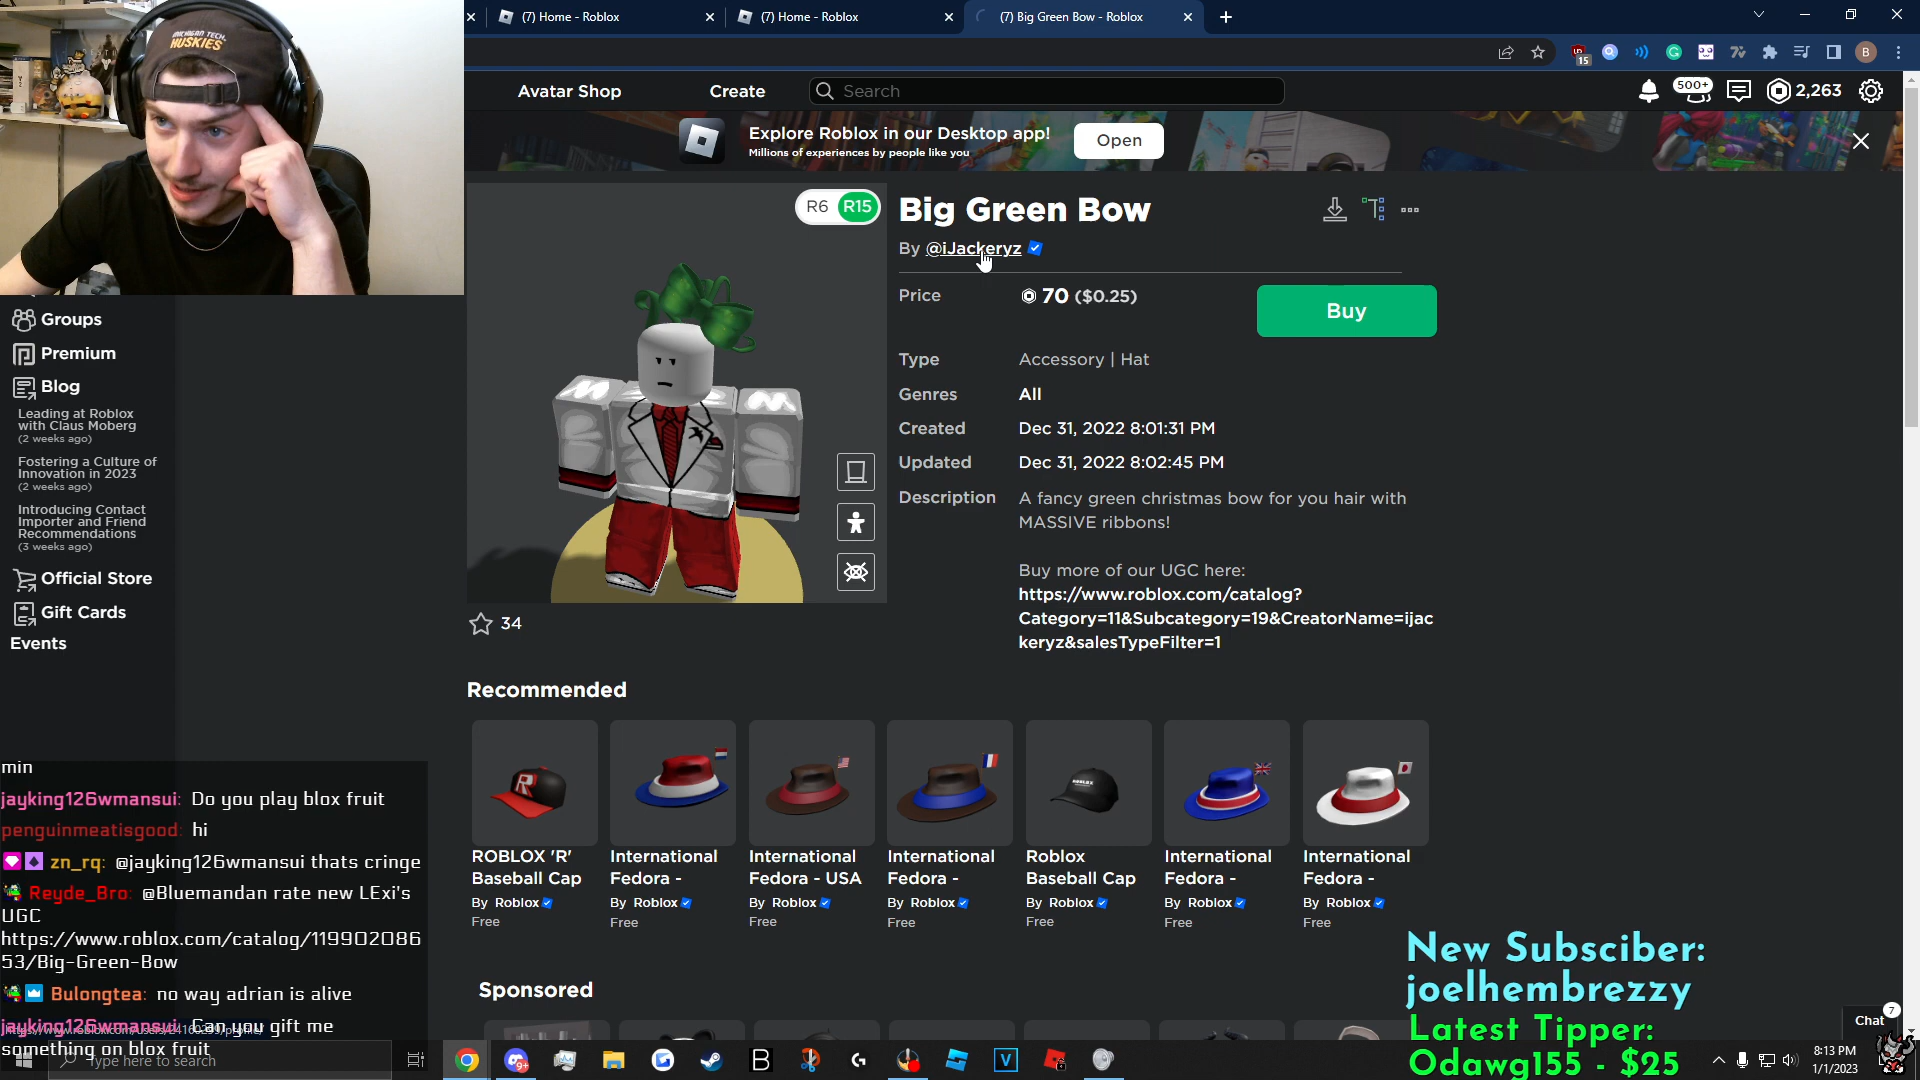 (7) Home - Roblox
(7) Home - Roblox
(7) Big Green Bow - Roblox
MICHIGAN TECH
HUSKIES
15
B
Avatar Shop
Create
Search
500+
2,263
Explore Roblox in our Desktop app!
Millions of experiences by people like you
Open
R6 R15
Big Green Bow
By @iJackeryz
Price
70 ($0.25)
Buy
Type
Accessory | Hat
Genres
All
Created
Dec 31, 2022 8:01:31 PM
Updated
Dec 31, 2022 8:02:45 PM
Description
A fancy green christmas bow for you hair with
MASSIVE ribbons!
Buy more of our UGC here:
https://www.roblox.com/catalog?
Category=11&Subcategory=19&CreatorName=ijac
keryz&salesTypeFilter=1
34
Groups
Premium
Blog
Leading at Roblox
with Claus Moberg
(2 weeks ago)
Fostering a Culture of
Innovation in 2023
(2 weeks ago)
Introducing Contact
Importer and Friend
Recommendations
(3 weeks ago)
Official Store
Gift Cards
Events
Recommended
ROBLOX 'R'
Baseball Cap
By Roblox
Free
International
Fedora -
By Roblox
Free
International
Fedora - USA
By Roblox
Free
International
Fedora -
By Roblox
Free
Roblox
Baseball Cap
By Roblox
Free
International
Fedora -
By Roblox
Free
International
Fedora -
By Roblox
Free
Sponsored
min
jayking126wmansui: Do you play blox fruit
penguinmeatisgood: hi
zn_rq: @jayking126wmansui thats cringe
Reyde_Bro: @Bluemandan rate new LExi's
UGC
https://www.roblox.com/catalog/119902086
53/Big-Green-Bow
Bulongtea: no way adrian is alive
jayking126wmansui: Can you gift me
something on blox fruit
Type here to search
New Subsciber:
joelhembrezzy
Latest Tipper:
Odawg155 - $25
Chat
7
8:13 PM
1/1/2023